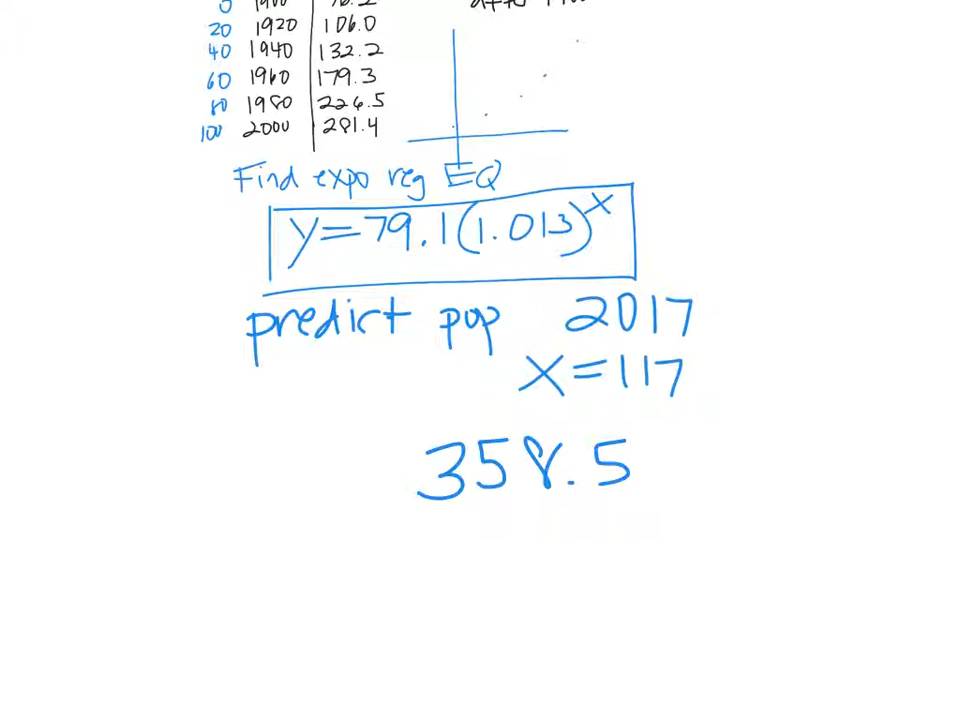 20 1920 106.0
40 1940 132.2
60 1960 179.3
80 1980 226.5
100 2000 281.4
Find expo reg EQ
y=79.1(1.013)^x
predict pop 2017
x=117
358.5